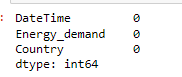 DateTime 0
Energy_demand 0
Country 0
dtype: int64